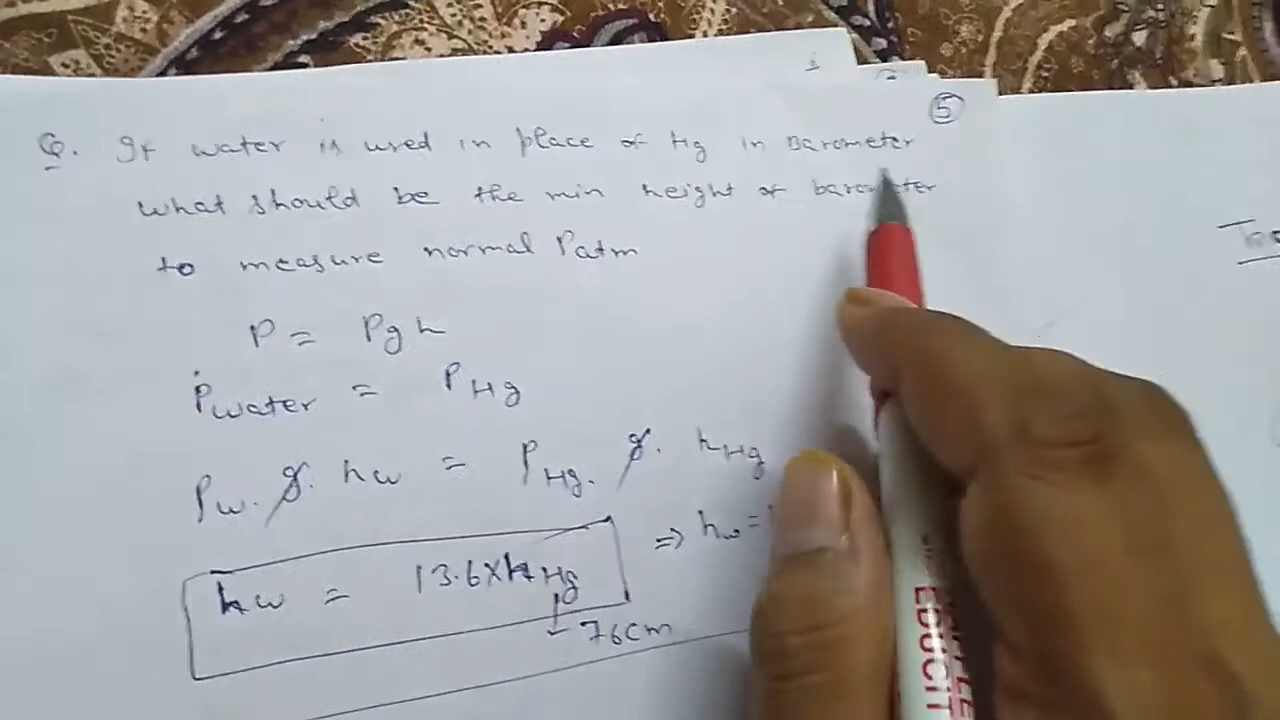 ⑤
Q. If water is used in place of Hg in Barometer
what should be the min height of barometer
to measure normal Patm
P = ρgh
Pwater = PHg
ρw. g. hw = ρHg. g. hHg
hw = 13.6×hHg
⇒ hw =
76cm
EDUCIT